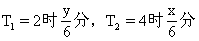 T₁ = 2时 y/6 分，T₂ = 4时 x/6 分